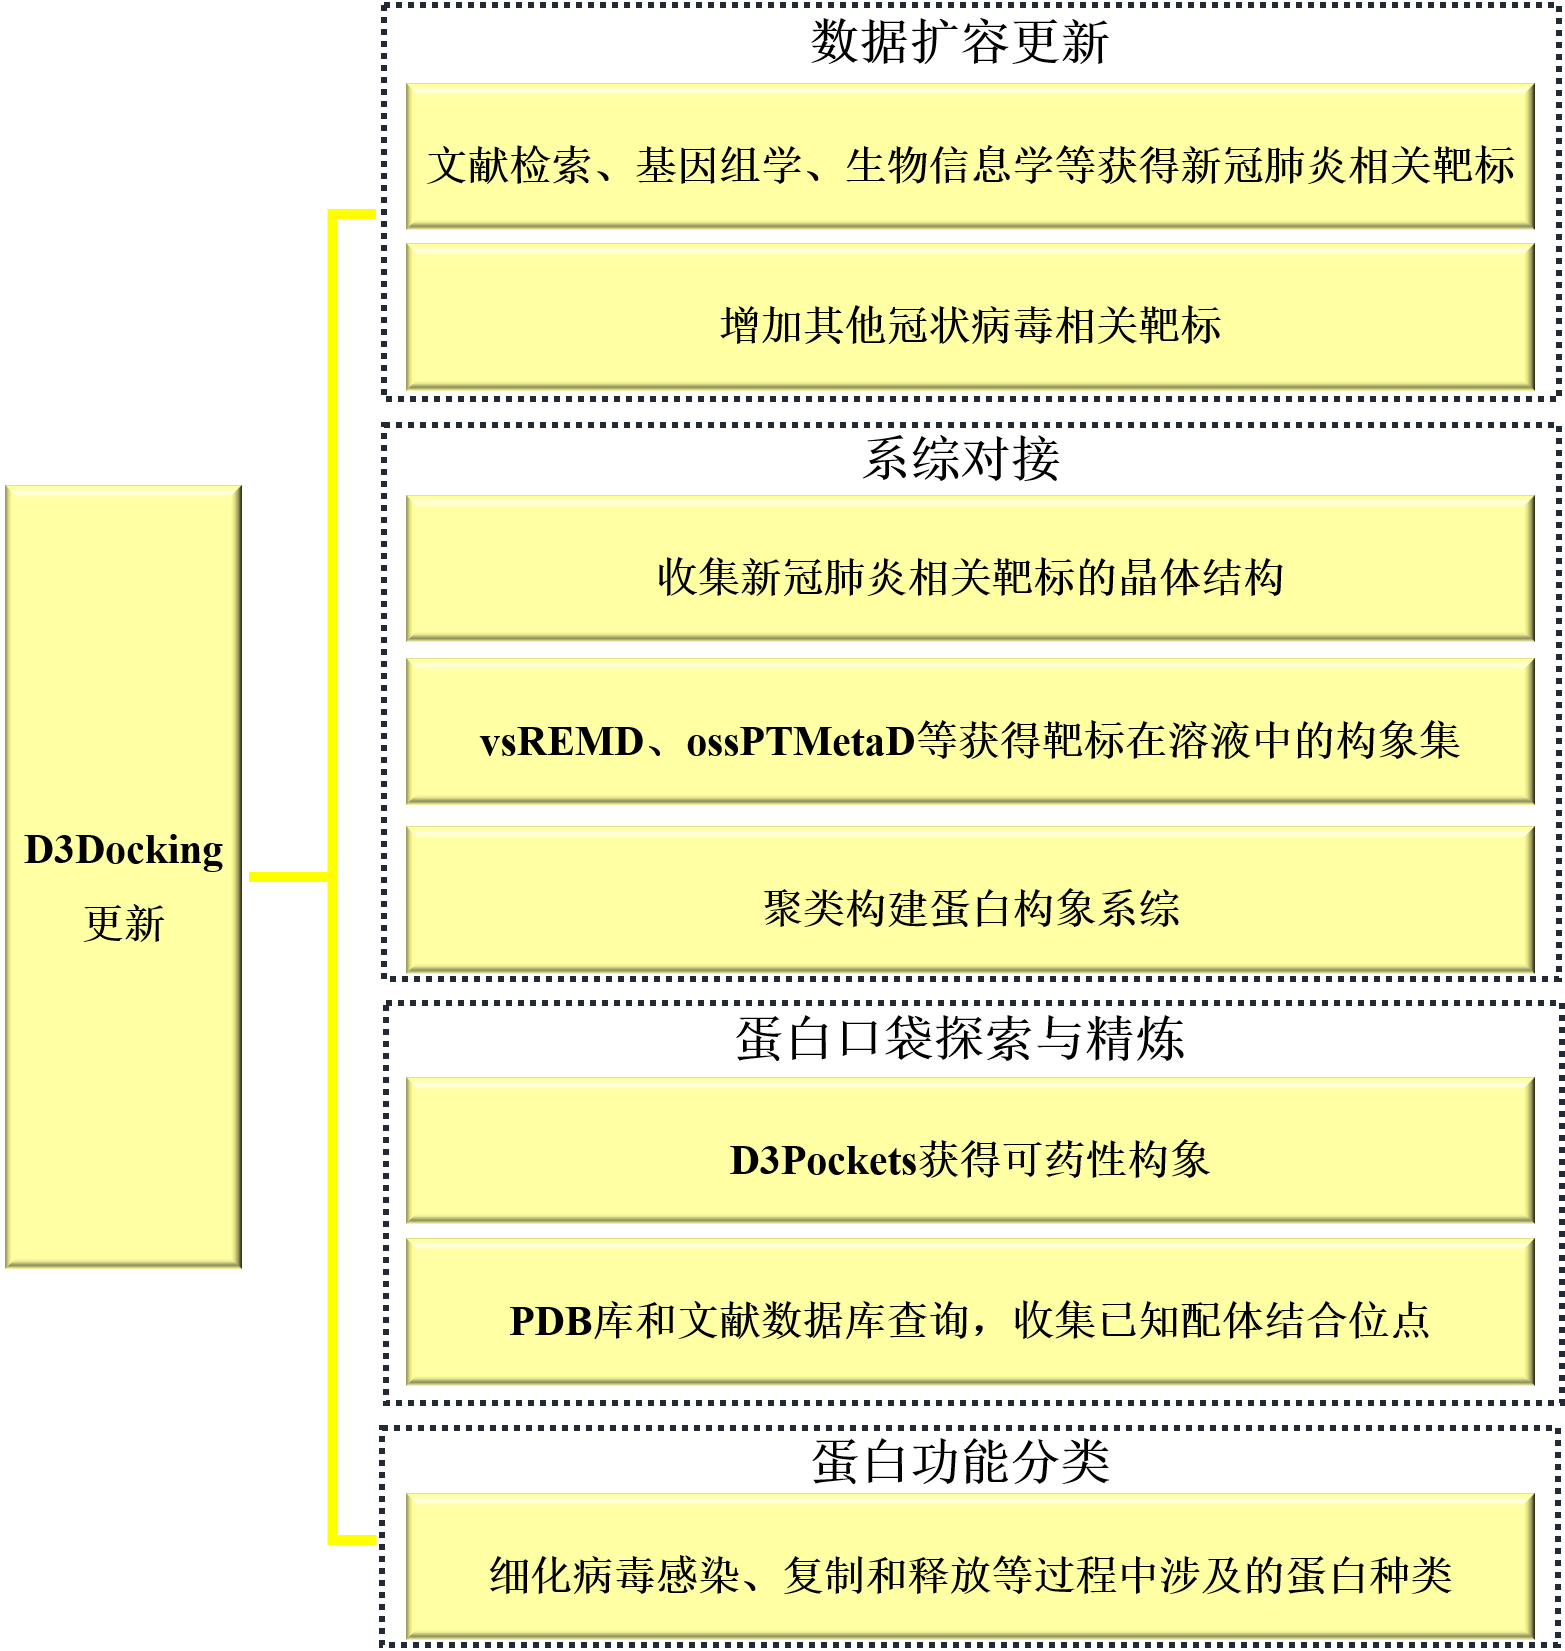 数据扩容更新
文献检索、基因组学、生物信息学等获得新冠肺炎相关靶标
增加其他冠状病毒相关靶标
系综对接
收集新冠肺炎相关靶标的晶体结构
vsREMD、ossPTMetaD等获得靶标在溶液中的构象集
聚类构建蛋白构象系综
D3Docking
更新
蛋白口袋探索与精炼
D3Pockets获得可药性构象
PDB库和文献数据库查询，收集已知配体结合位点
蛋白功能分类
细化病毒感染、复制和释放等过程中涉及的蛋白种类